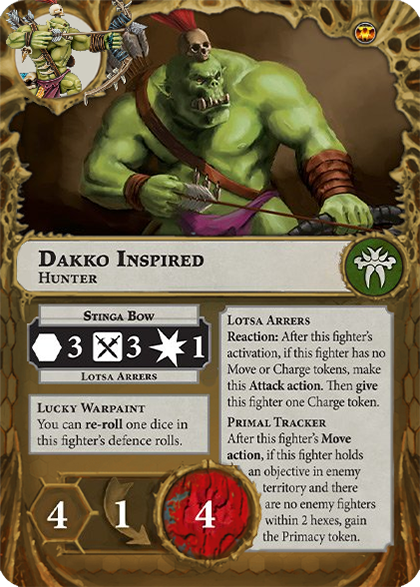 Dakko Inspired
Hunter
Stinga Bow
3 3 1
Lotsa Arrers
Lucky Warpaint
You can re-roll one dice in
this fighter's defence rolls.
Lotsa Arrers
Reaction: After this fighter's
activation, if this fighter has no
Move or Charge tokens, make
this Attack action. Then give
this fighter one Charge token.
Primal Tracker
After this fighter's Move
action, if this fighter holds
an objective in enemy
territory and there
are no enemy fighters
within 2 hexes, gain
the Primacy token.
4 1 4